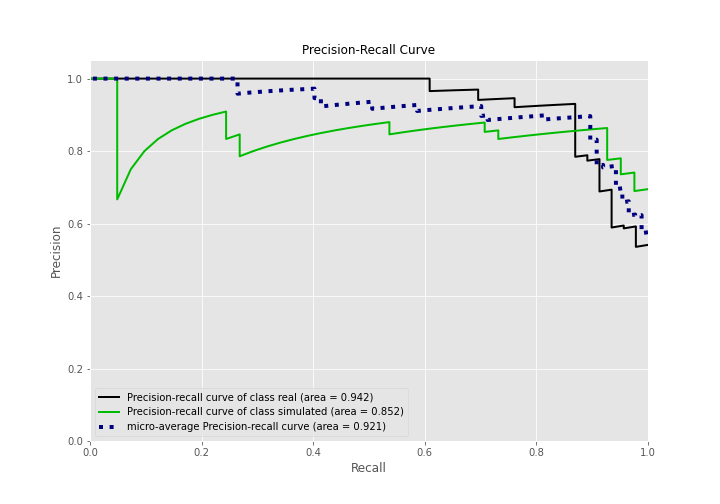 Precision-Recall Curve
1.0
0.8
0.6
0.4
0.2
0.0
Precision
Precision-recall curve of class real (area = 0.942)
Precision-recall curve of class simulated (area = 0.852)
micro-average Precision-recall curve (area = 0.921)
0.0 0.2 0.4 0.6 0.8 1.0
Recall